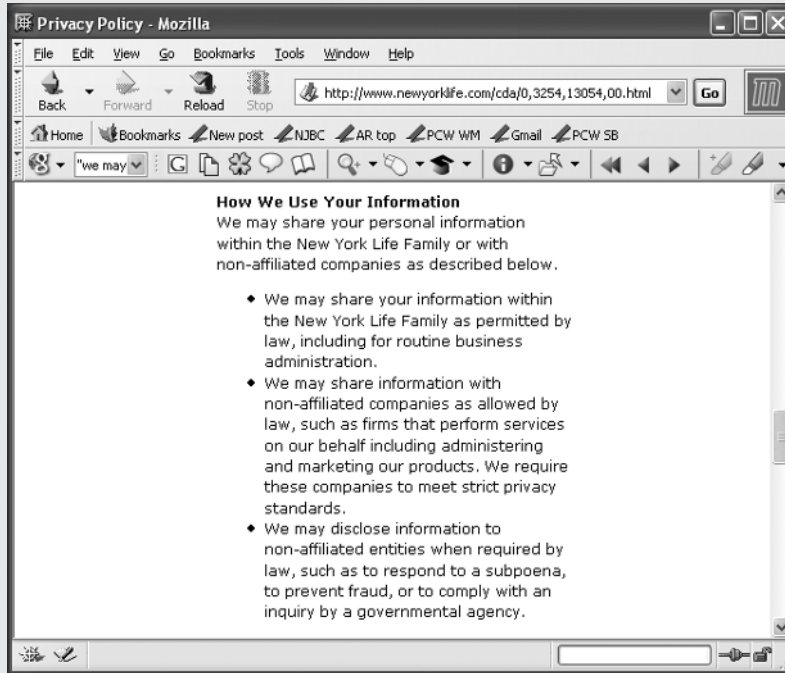 Privacy Policy - Mozilla
File Edit View Go Bookmarks Tools Window Help
http://www.newyorklife.com/cda/0,3254,13054,00.html Go
Back Forward Reload Stop
Home Bookmarks New post NJBC AR top PCW WM Gmail PCW SB
"we may
How We Use Your Information
We may share your personal information
within the New York Life Family or with
non-affiliated companies as described below.
We may share your information within
the New York Life Family as permitted by
law, including for routine business
administration.
We may share information with
non-affiliated companies as allowed by
law, such as firms that perform services
on our behalf including administering
and marketing our products. We require
these companies to meet strict privacy
standards.
We may disclose information to
non-affiliated entities when required by
law, such as to respond to a subpoena,
to prevent fraud, or to comply with an
inquiry by a governmental agency.